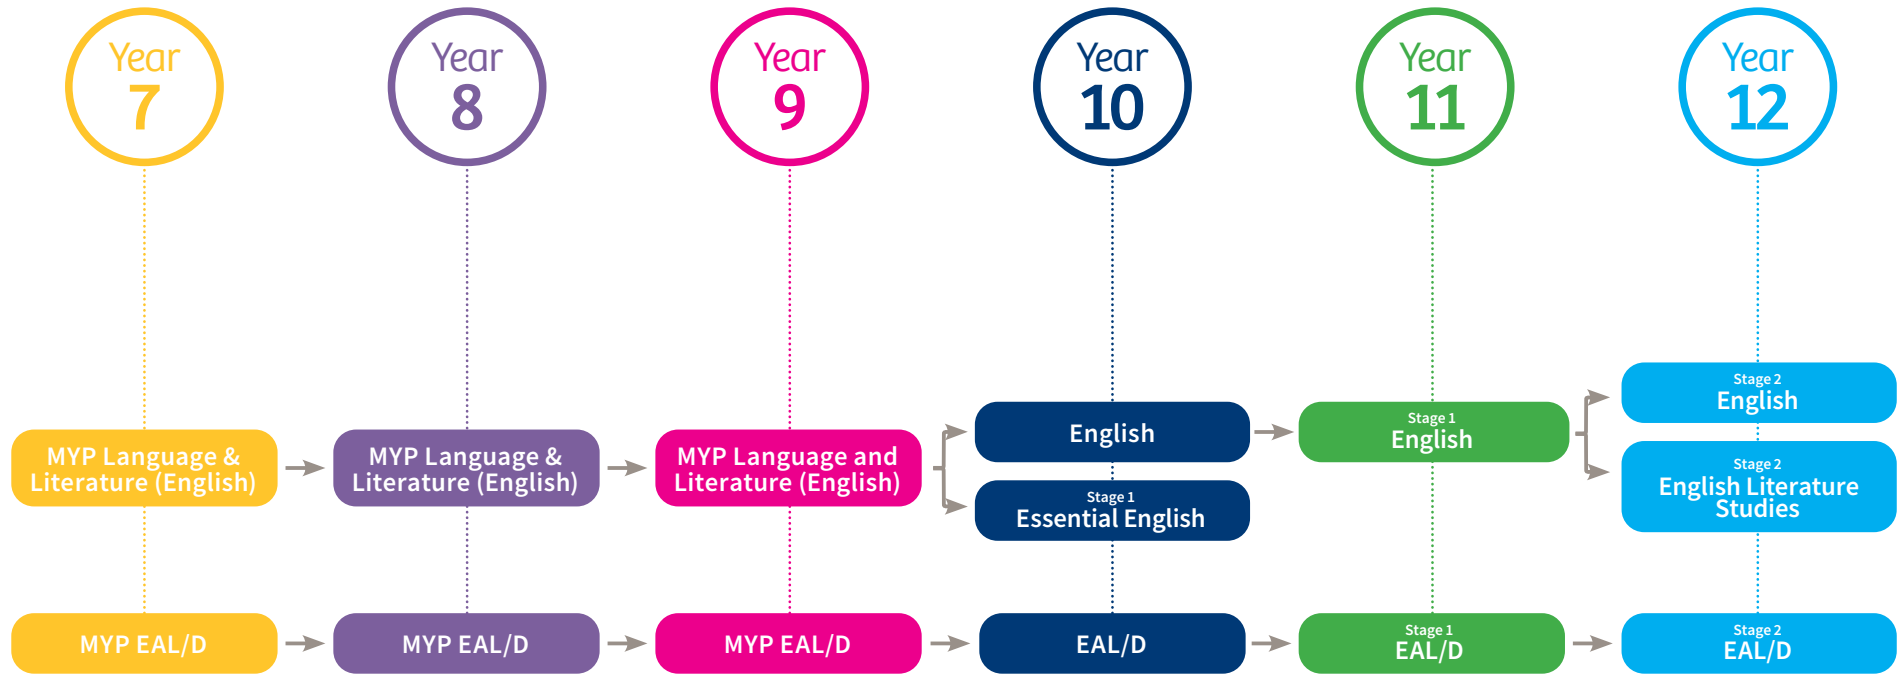 Year
7
Year
8
Year
9
Year
10
Year
11
Year
12
MYP Language &
Literature (English)
MYP Language &
Literature (English)
MYP Language and
Literature (English)
English
Stage 1
Essential English
Stage 1
English
Stage 2
English
Stage 2
English Literature
Studies
MYP EAL/D
MYP EAL/D
MYP EAL/D
EAL/D
Stage 1
EAL/D
Stage 2
EAL/D